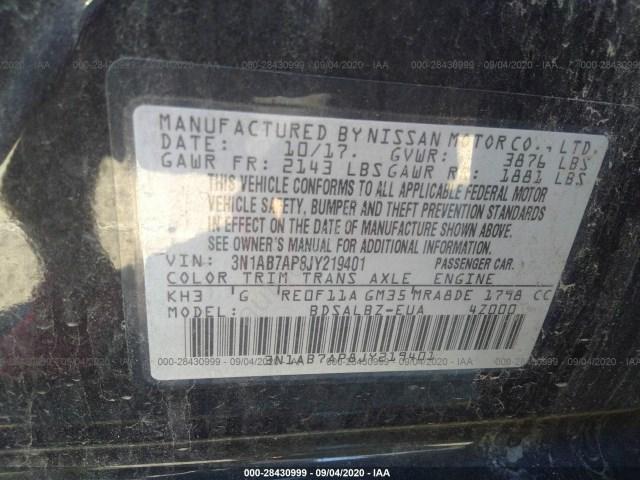 MANUFACTURED BY NISSAN MOTOR CO., LTD.
DATE: 10/17. GVWR: 3876 LBS
GAWR FR: 2143 LBS GAWR RR: 1881 LBS
THIS VEHICLE CONFORMS TO ALL APPLICABLE FEDERAL MOTOR
VEHICLE SAFETY, BUMPER AND THEFT PREVENTION STANDARDS
IN EFFECT ON THE DATE OF MANUFACTURE SHOWN ABOVE.
SEE OWNER'S MANUAL FOR ADDITIONAL INFORMATION.
VIN: 3N1AB7AP8JY219401 PASSENGER CAR.
COLOR TRIM TRANS AXLE ENGINE
KH3 G RE0F11A GM35 MRA8DE 1798 CC
MODEL: BDSALBZ-EUA 4Z000
3N1AB7AP8JY219401
000-28430999 • 09/04/2020 - IAA